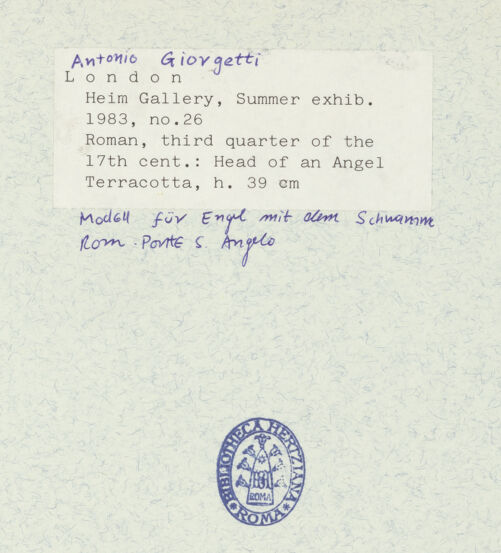 Antonio Giorgetti
London
Heim Gallery, Summer exhib.
1983, no.26
Roman, third quarter of the
17th cent.: Head of an Angel
Terracotta, h. 39 cm
Modell für Engel mit dem Schwamm
Rom. Ponte S. Angelo
BIBLIOTHECA HERTZIANA
ROMA
ROMA